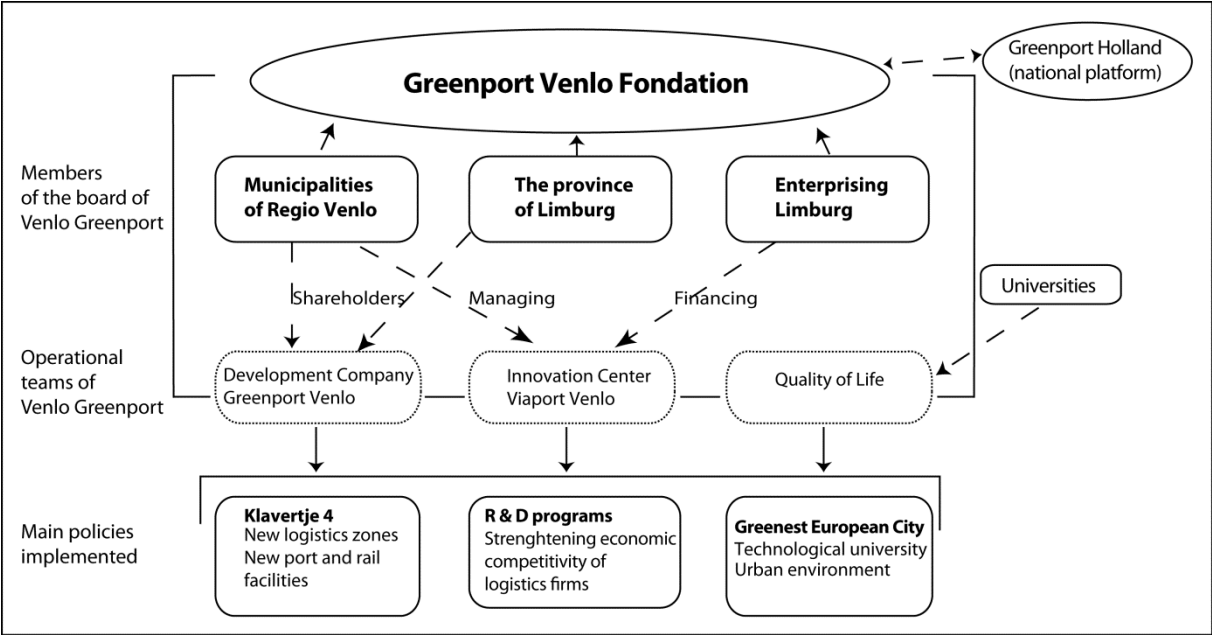 Greenport Venlo Fondation
Greenport Holland
(national platform)
Members
of the board of
Venlo Greenport
Municipalities
of Regio Venlo
The province
of Limburg
Enterprising
Limburg
Shareholders
Managing
Financing
Universities
Operational
teams of
Venlo Greenport
Development Company
Greenport Venlo
Innovation Center
Viaport Venlo
Quality of Life
Main policies
implemented
Klavertje 4
New logistics zones
New port and rail
facilities
R & D programs
Strenghtening economic
competitivity of
logistics firms
Greenest European City
Technological university
Urban environment